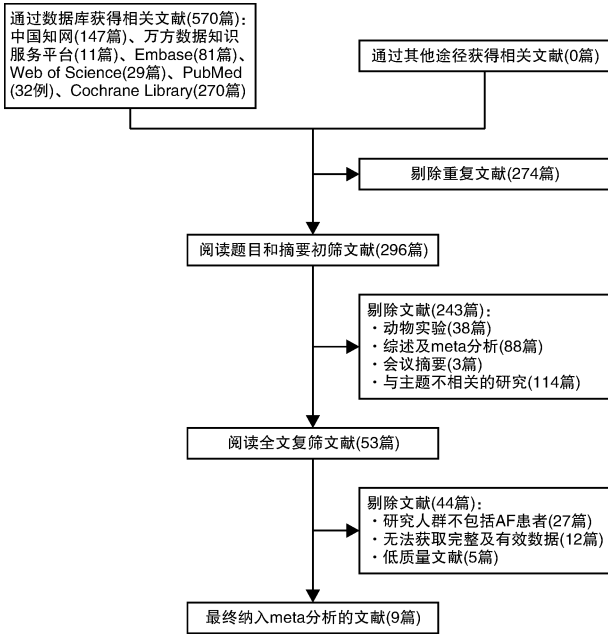 通过数据库获得相关文献(570篇)：
中国知网(147篇)、万方数据知识
服务平台(11篇)、Embase(81篇)、
Web of Science(29篇)、PubMed
(32例)、Cochrane Library(270篇)
通过其他途径获得相关文献(0篇)
剔除重复文献(274篇)
阅读题目和摘要初筛文献(296篇)
剔除文献(243篇)：
·动物实验(38篇)
·综述及meta分析(88篇)
·会议摘要(3篇)
·与主题不相关的研究(114篇)
阅读全文复筛文献(53篇)
剔除文献(44篇)：
·研究人群不包括AF患者(27篇)
·无法获取完整及有效数据(12篇)
·低质量文献(5篇)
最终纳入meta分析的文献(9篇)